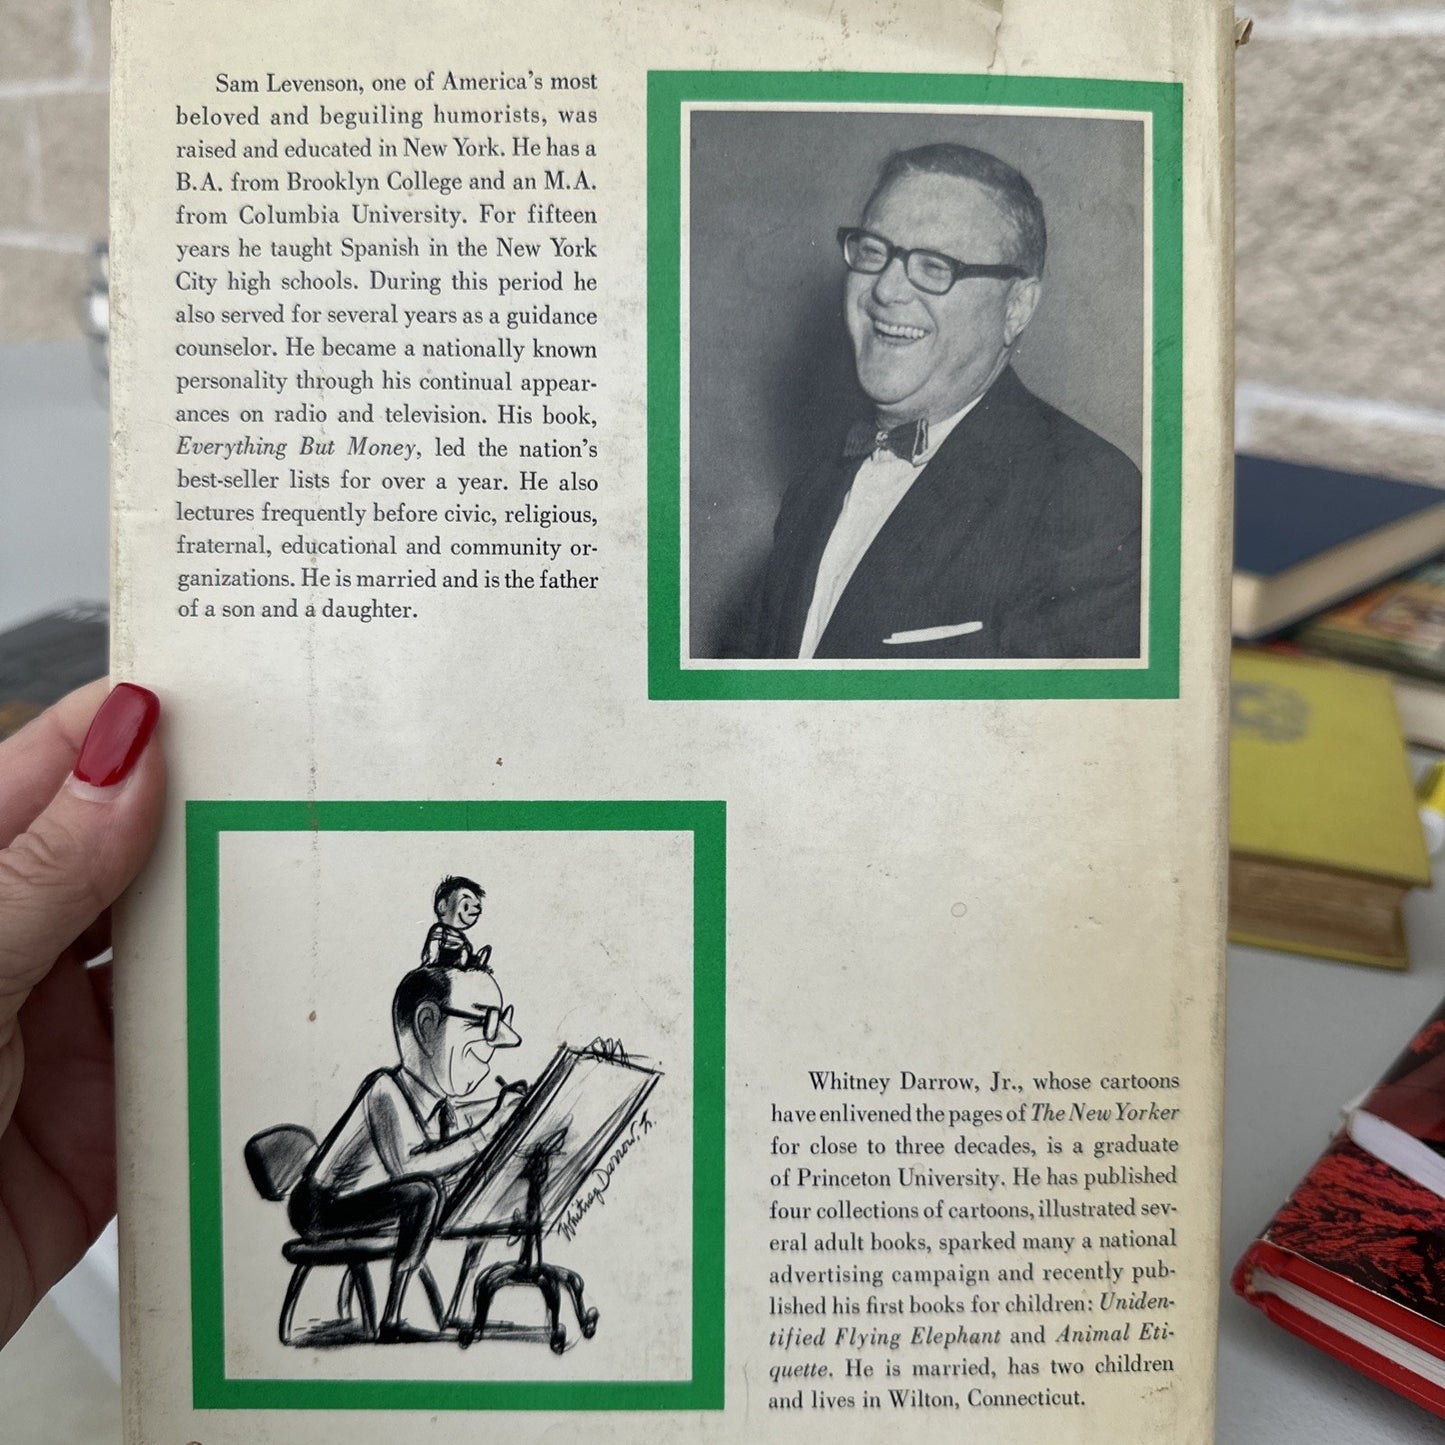 Sam Levenson, one of America's most
beloved and beguiling humorists, was
raised and educated in New York. He has a
B.A. from Brooklyn College and an M.A.
from Columbia University. For fifteen
years he taught Spanish in the New York
City high schools. During this period he
also served for several years as a guidance
counselor. He became a nationally known
personality through his continual appear-
ances on radio and television. His book,
Everything But Money, led the nation's
best-seller lists for over a year. He also
lectures frequently before civic, religious,
fraternal, educational and community or-
ganizations. He is married and is the father
of a son and a daughter.
Whitney Darrow, Jr.
Whitney Darrow, Jr., whose cartoons
have enlivened the pages of The New Yorker
for close to three decades, is a graduate
of Princeton University. He has published
four collections of cartoons, illustrated sev-
eral adult books, sparked many a national
advertising campaign and recently pub-
lished his first books for children: Uniden-
tified Flying Elephant and Animal Eti-
quette. He is married, has two children
and lives in Wilton, Connecticut.